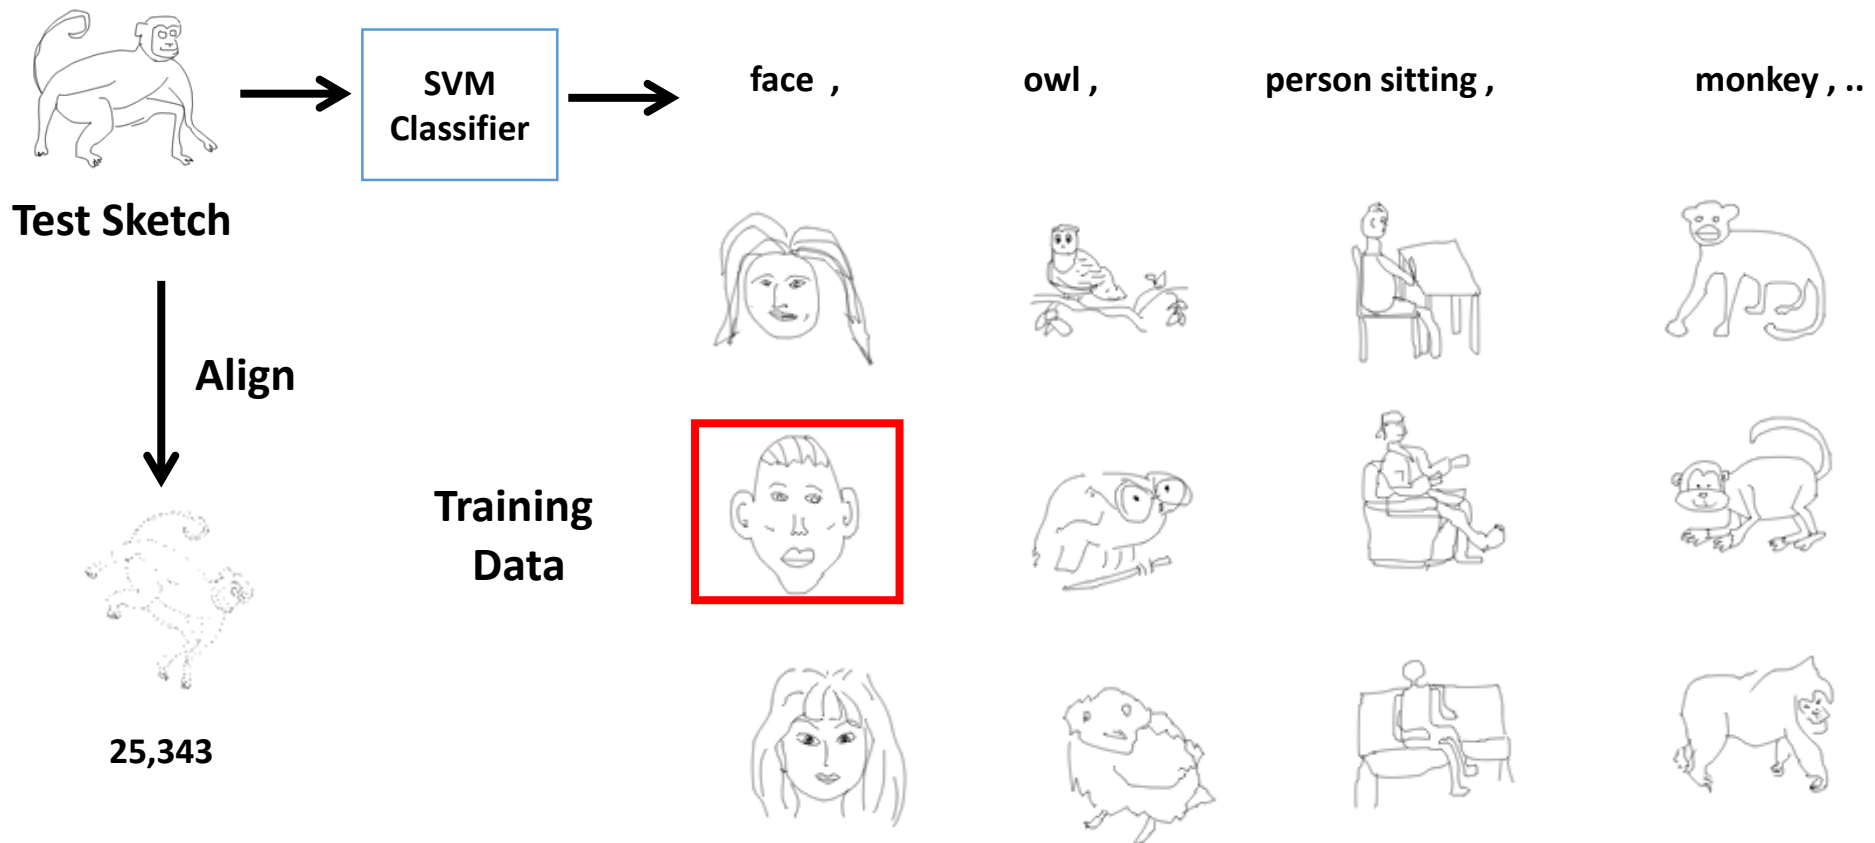 SVM
Classifier
face ,
owl ,
person sitting ,
monkey , ..
Test Sketch
Align
Training
Data
25,343